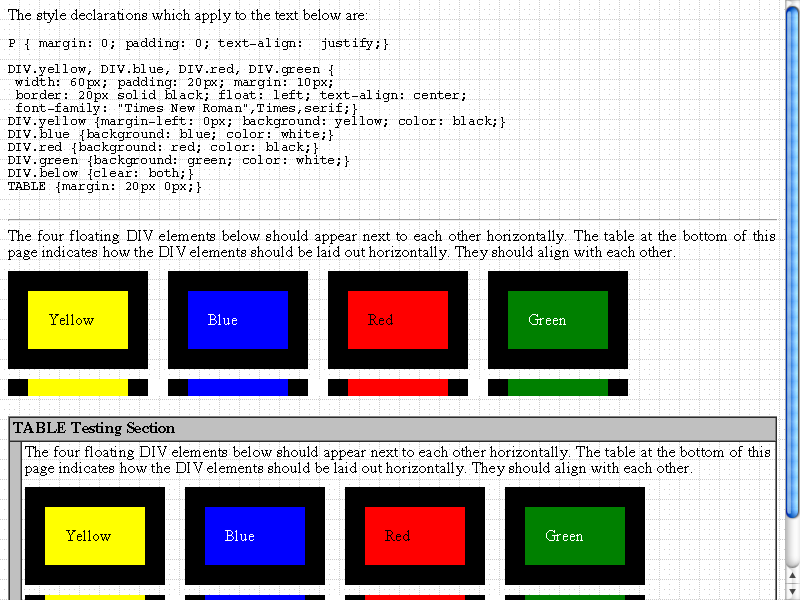 The style declarations which apply to the text below are:
P { margin: 0; padding: 0; text-align:  justify;}
DIV.yellow, DIV.blue, DIV.red, DIV.green {
 width: 60px; padding: 20px; margin: 10px;
 border: 20px solid black; float: left; text-align: center;
 font-family: "Times New Roman",Times,serif;}
DIV.yellow {margin-left: 0px; background: yellow; color: black;}
DIV.blue {background: blue; color: white;}
DIV.red {background: red; color: black;}
DIV.green {background: green; color: white;}
DIV.below {clear: both;}
TABLE {margin: 20px 0px;}
The four floating DIV elements below should appear next to each other horizontally. The table at the bottom of this
page indicates how the DIV elements should be laid out horizontally. They should align with each other.
Yellow Blue Red Green
TABLE Testing Section
The four floating DIV elements below should appear next to each other horizontally. The table at the bottom of this
page indicates how the DIV elements should be laid out horizontally. They should align with each other.
Yellow Blue Red Green